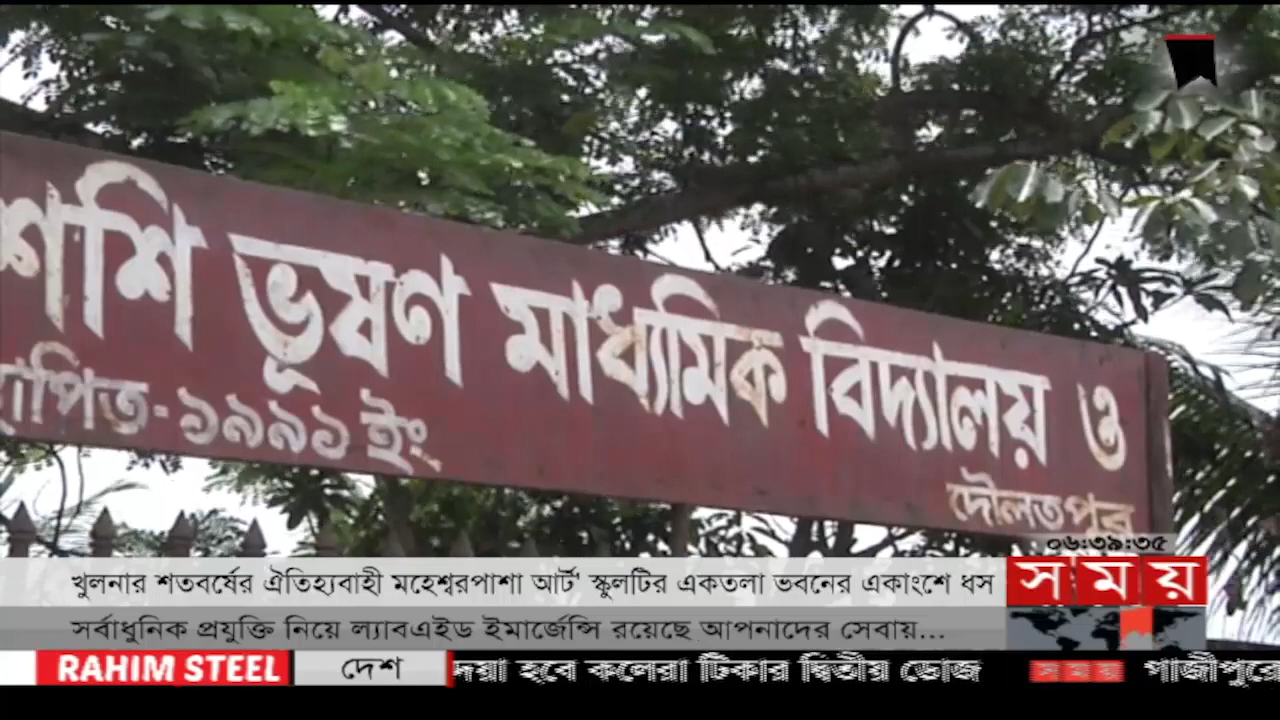 শশি ভূষণ মাধ্যমিক বিদ্যালয় ও
স্থাপিত-১৯৯১ ইং
দৌলতপুর
০৬:৩৯:৩৫
সময়
খুলনার শতবর্ষের ঐতিহ্যবাহী মহেশ্বরপাশা আর্ট' স্কুলটির একতলা ভবনের একাংশে ধস
সর্বাধুনিক প্রযুক্তি নিয়ে ল্যাবএইড ইমার্জেন্সি রয়েছে আপনাদের সেবায়...
RAHIM STEEL দেশ হবে কলেরা টিকার দ্বিতীয় ডোজ সময়